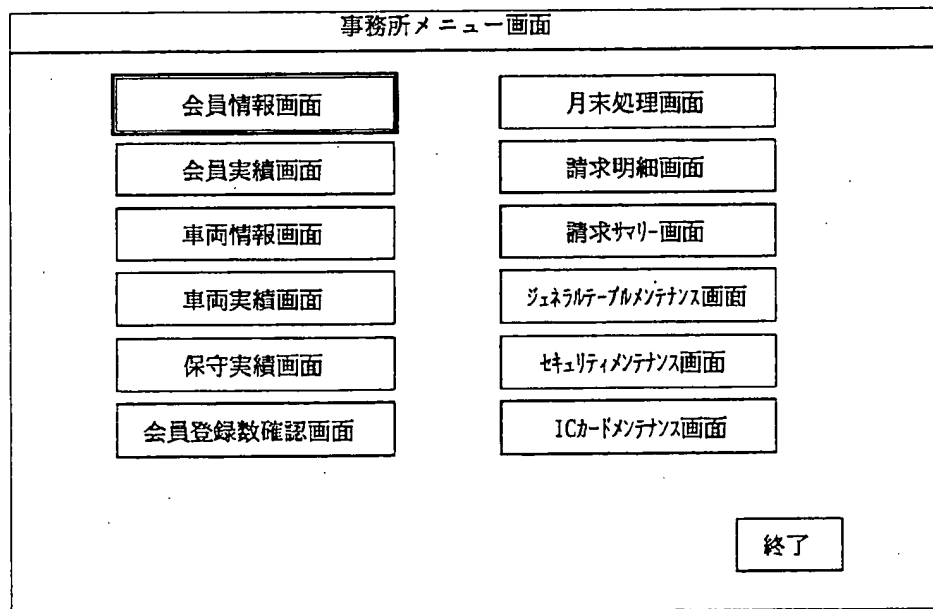 事務所メニュー画面
会員情報画面
会員実績画面
車両情報画面
車両実績画面
保守実績画面
会員登録数確認画面
月末処理画面
請求明細画面
請求ｻﾏﾘｰ画面
ｼﾞｪﾈﾗﾙﾃｰﾌﾞﾙﾒﾝﾃﾅﾝｽ画面
ｾｷｭﾘﾃｨﾒﾝﾃﾅﾝｽ画面
ICｶｰﾄﾞﾒﾝﾃﾅﾝｽ画面
終了